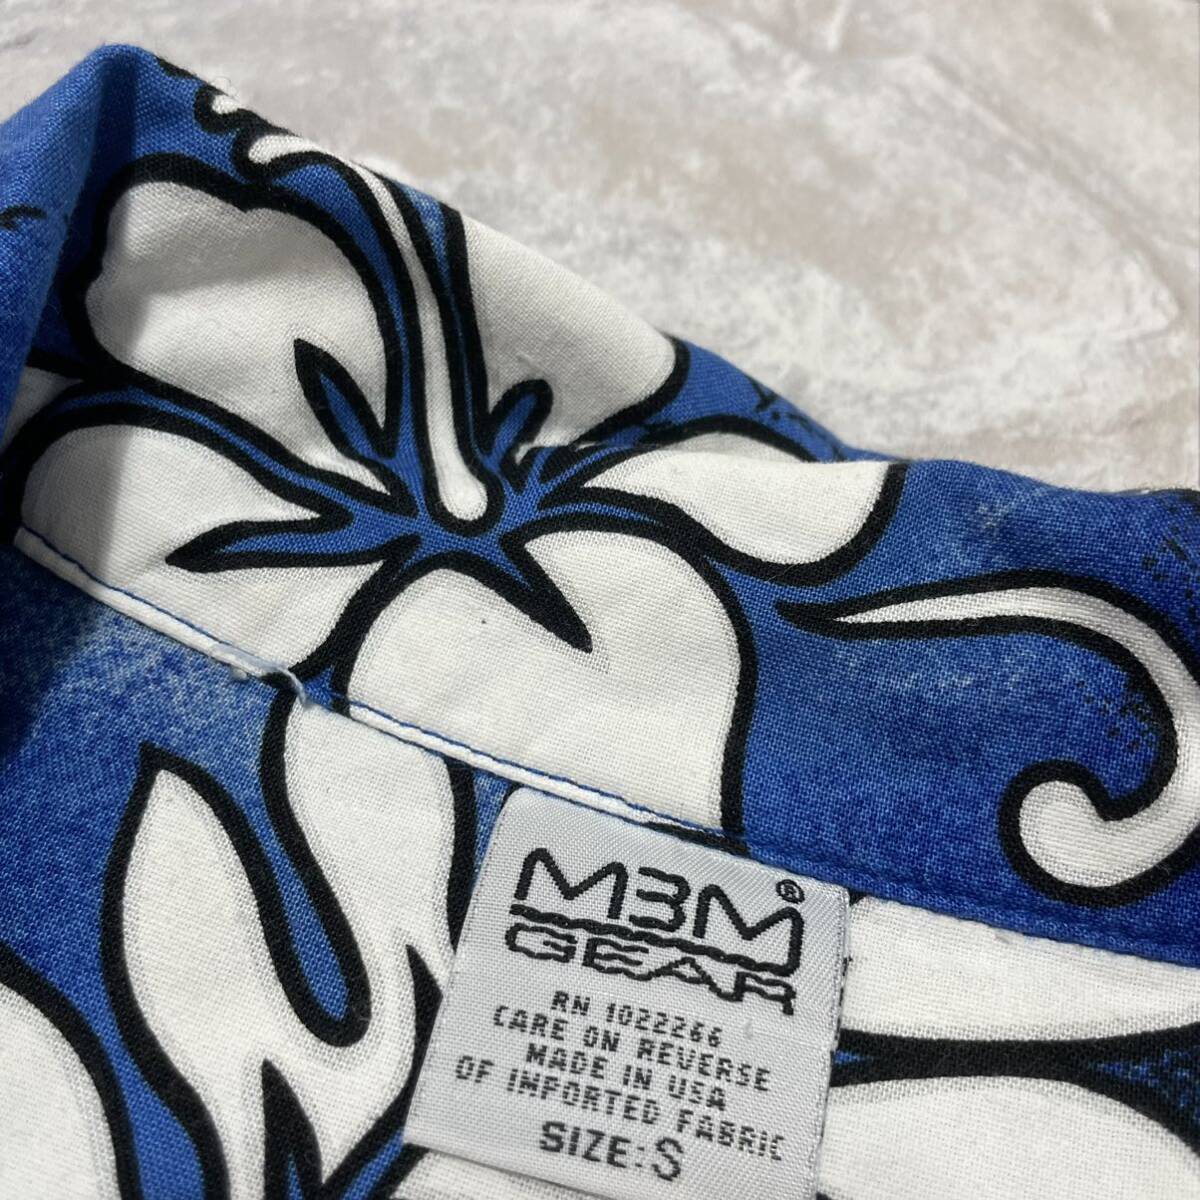 M3M®
GEAR
RN 1022266
CARE ON REVERSE
MADE IN USA
OF IMPORTED FABRIC
SIZE:S